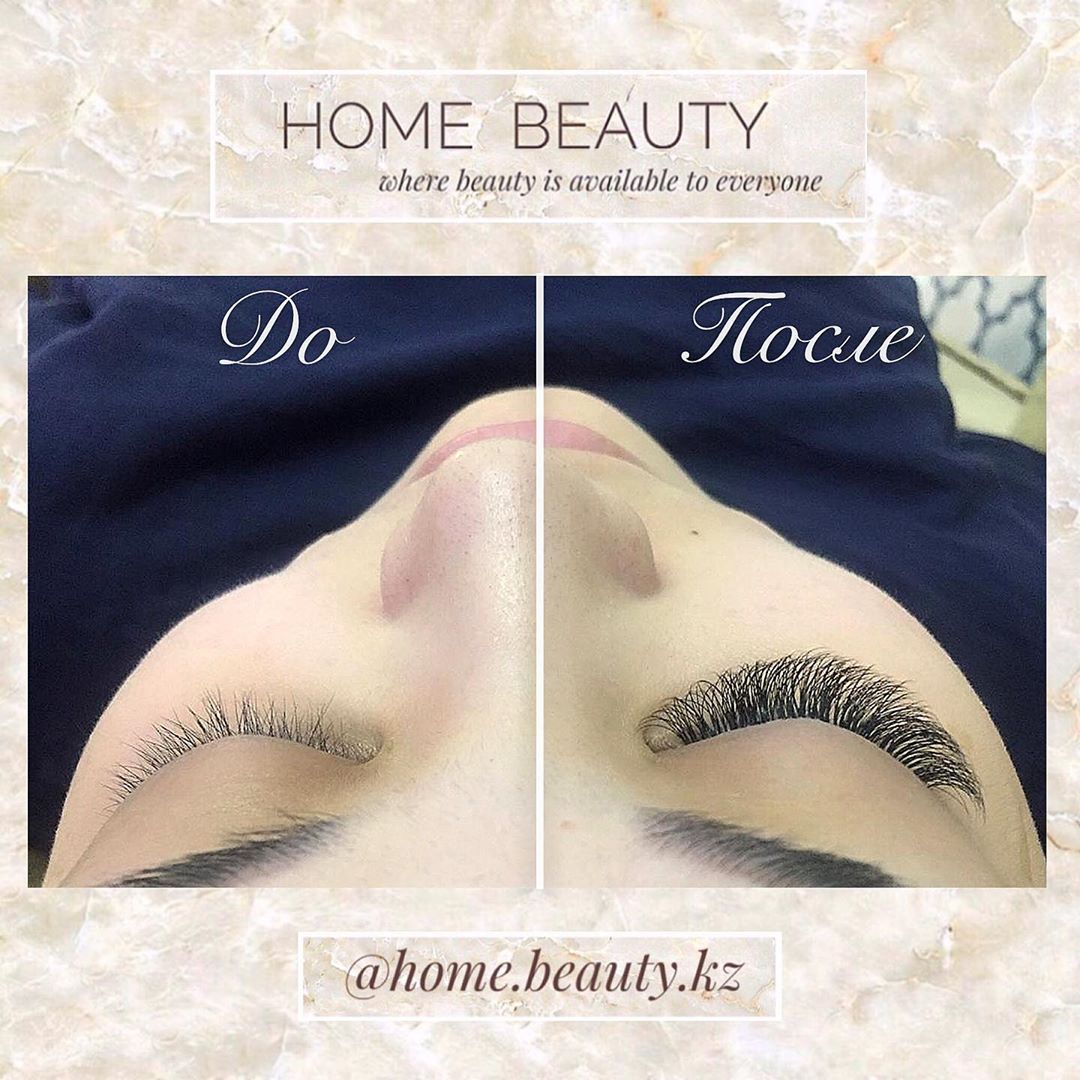 HOME BEAUTY
where beauty is available to everyone
До
После
@home.beauty.kz